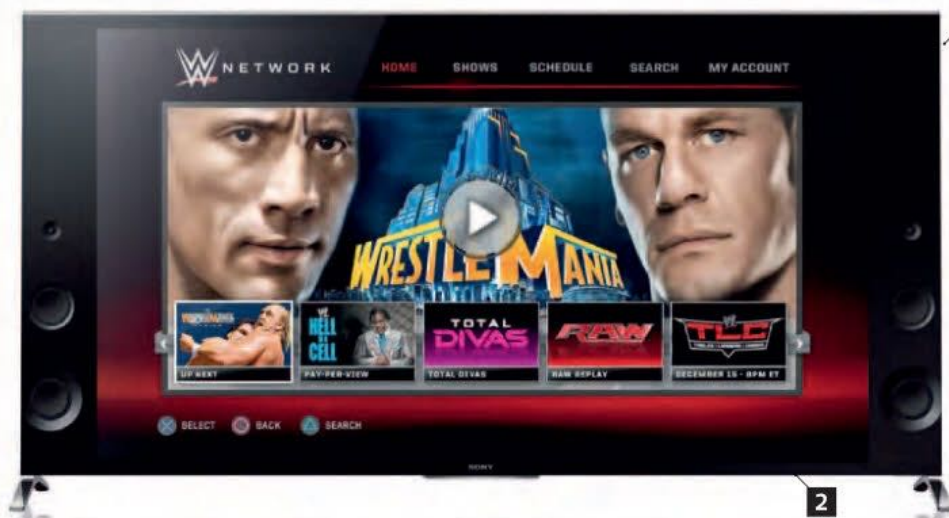 W NETWORK HOME SHOWS SCHEDULE SEARCH MY ACCOUNT
WRESTLEMANIA
HELL
IN A
CELL
TOTAL
DIVAS
RAW
TLC
UP NEXT
PAY-PER-VIEW
TOTAL DIVAS
RAW REPLAY
DECEMBER 15 - 8PM ET
SELECT BACK SEARCH
SONY
2